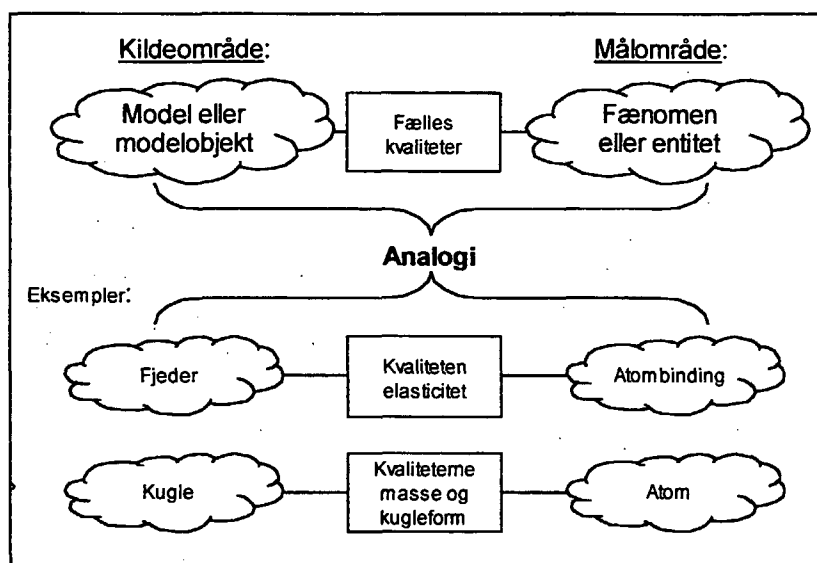 Kildeområde: Målområde:
Model eller
modelobjekt
Fælles
kvaliteter
Fænomen
eller entitet
Analogi
Eksempler:
Fjeder
Kvaliteten
elasticitet
Atombinding
Kugle
Kvaliteterne
masse og
kugleform
Atom